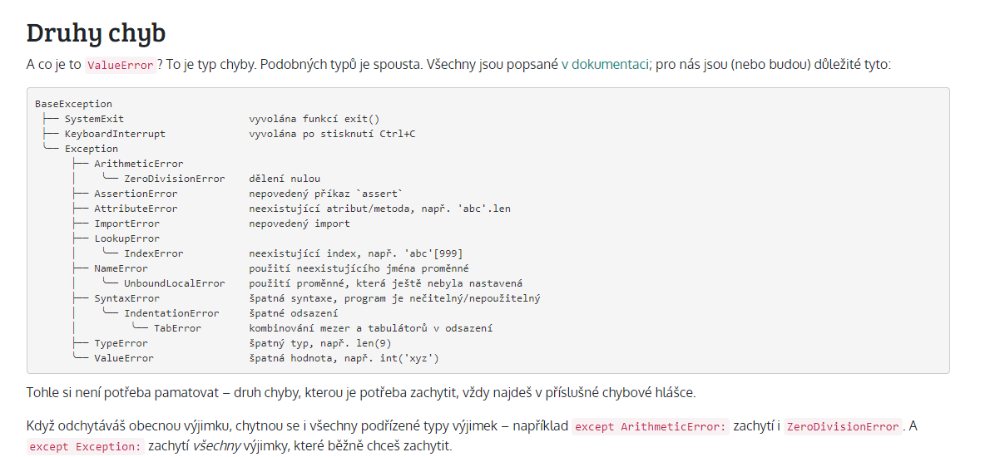 Druhy chyb
A co je to ValueError? To je typ chyby. Podobných typů je spousta. Všechny jsou popsané v dokumentaci; pro nás jsou (nebo budou) důležité tyto:
BaseException
├── SystemExit                     vyvolána funkcí exit()
├── KeyboardInterrupt              vyvolána po stisknutí Ctrl+C
╰── Exception
     ├── ArithmeticError
     │    ╰── ZeroDivisionError    dělení nulou
     ├── AssertionError            nepovedený příkaz `assert`
     ├── AttributeError            neexistující atribut/metoda, např. 'abc'.len
     ├── ImportError               nepovedený import
     ├── LookupError
     │    ╰── IndexError           neexistující index, např. 'abc'[999]
     ├── NameError                 použití neexistujícího jména proměnné
     │    ╰── UnboundLocalError    použití proměnné, která ještě nebyla nastavená
     ├── SyntaxError               špatná syntaxe, program je nečitelný/nepoužitelný
     │    ╰── IndentationError     špatné odsazení
     │         ╰── TabError        kombinování mezer a tabulátorů v odsazení
     ├── TypeError                 špatný typ, např. len(9)
     ╰── ValueError                špatná hodnota, např. int('xyz')
Tohle si není potřeba pamatovat – druh chyby, kterou je potřeba zachytit, vždy najdeš v příslušné chybové hlášce.
Když odchytáváš obecnou výjimku, chytnou se i všechny podřízené typy výjimek – například except ArithmeticError: zachytí i ZeroDivisionError. A
except Exception: zachytí všechny výjimky, které běžně chceš zachytit.